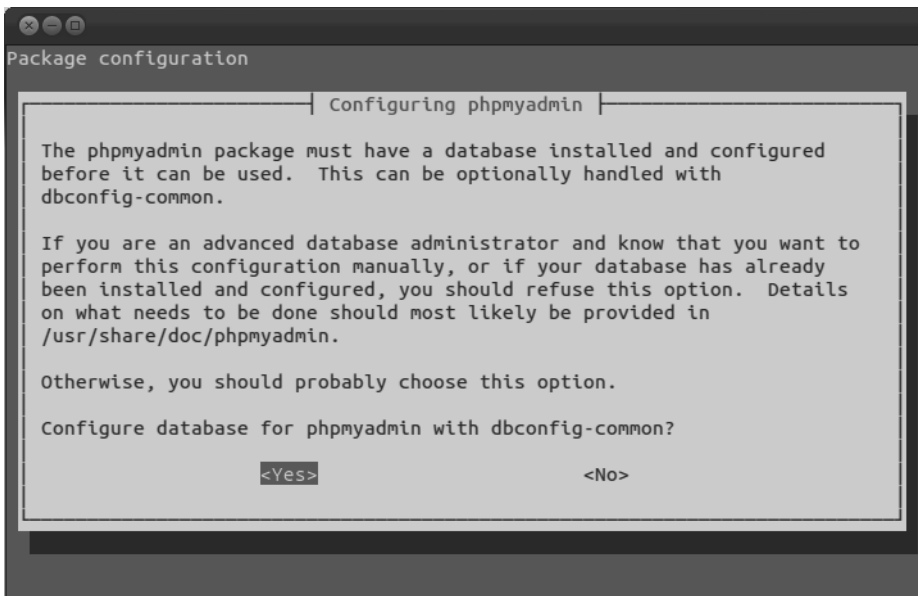 Package configuration
Configuring phpmyadmin
The phpmyadmin package must have a database installed and configured
before it can be used.  This can be optionally handled with
dbconfig-common.
If you are an advanced database administrator and know that you want to
perform this configuration manually, or if your database has already
been installed and configured, you should refuse this option.  Details
on what needs to be done should most likely be provided in
/usr/share/doc/phpmyadmin.
Otherwise, you should probably choose this option.
Configure database for phpmyadmin with dbconfig-common?
<Yes> <No>